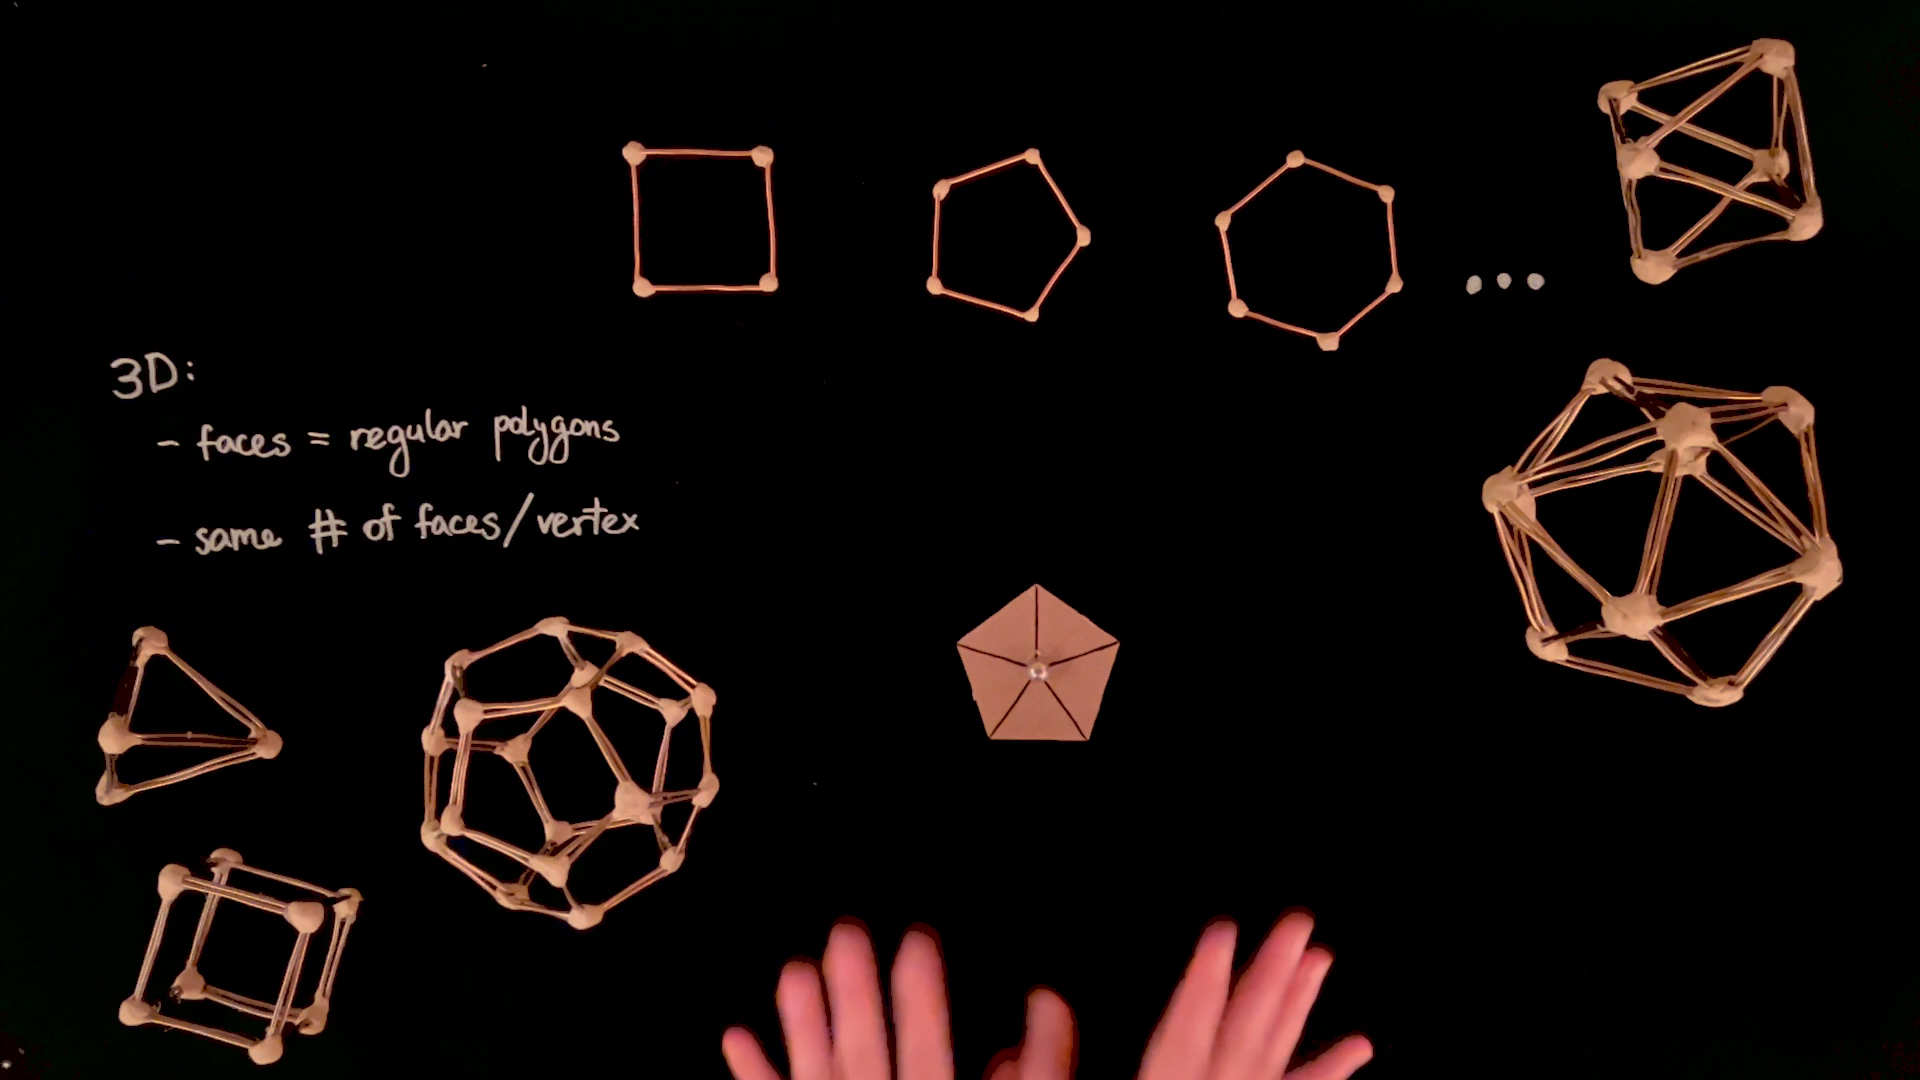 3D:
- faces = regular polygons
- same # of faces/vertex